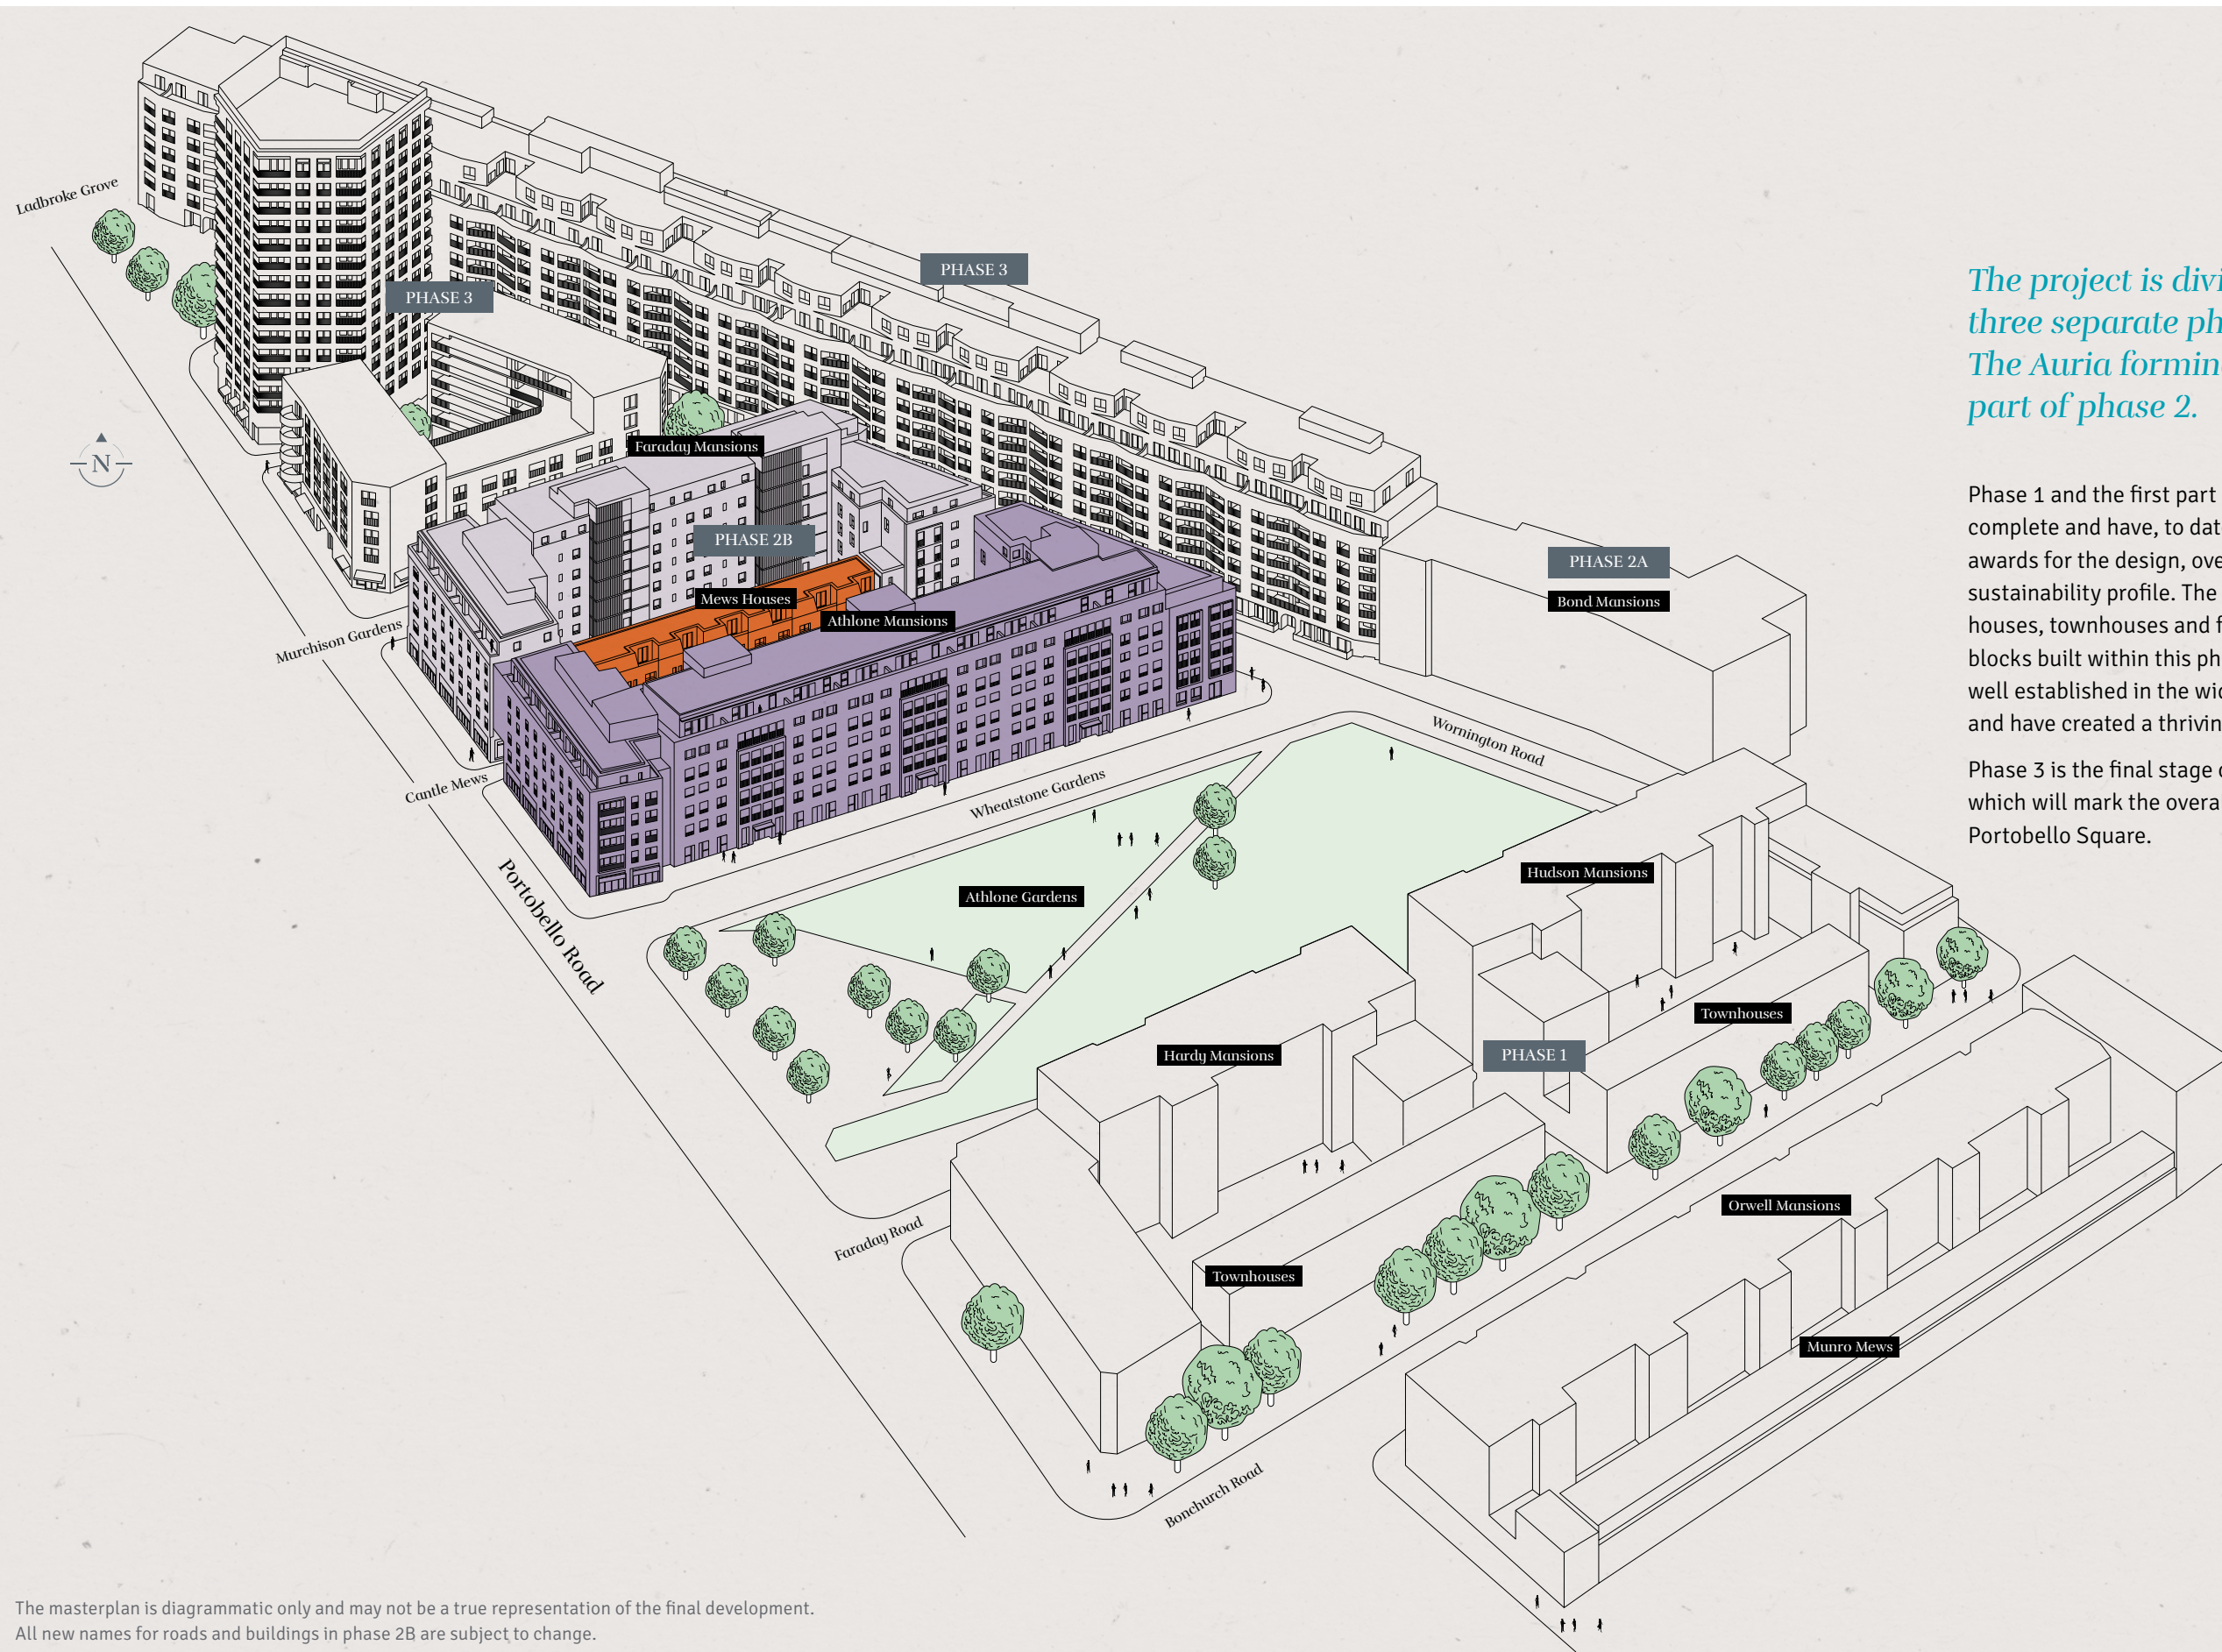 Ladbroke Grove
PHASE 3
PHASE 3
N
Faraday Mansions
PHASE 2B
Mews Houses
Athlone Mansions
PHASE 2A
Bond Mansions
Murchison Gardens
Cantle Mews
Wheatstone Gardens
Wornington Road
Portobello Road
Athlone Gardens
Hudson Mansions
Townhouses
Hardy Mansions
PHASE 1
Orwell Mansions
Faraday Road
Townhouses
Munro Mews
Bonchurch Road
The project is divi
three separate ph
The Auria forming
part of phase 2.
Phase 1 and the first part
complete and have, to dat
awards for the design, ove
sustainability profile. The
houses, townhouses and f
blocks built within this ph
well established in the wid
and have created a thrivin
Phase 3 is the final stage o
which will mark the overa
Portobello Square.
The masterplan is diagrammatic only and may not be a true representation of the final development.
All new names for roads and buildings in phase 2B are subject to change.